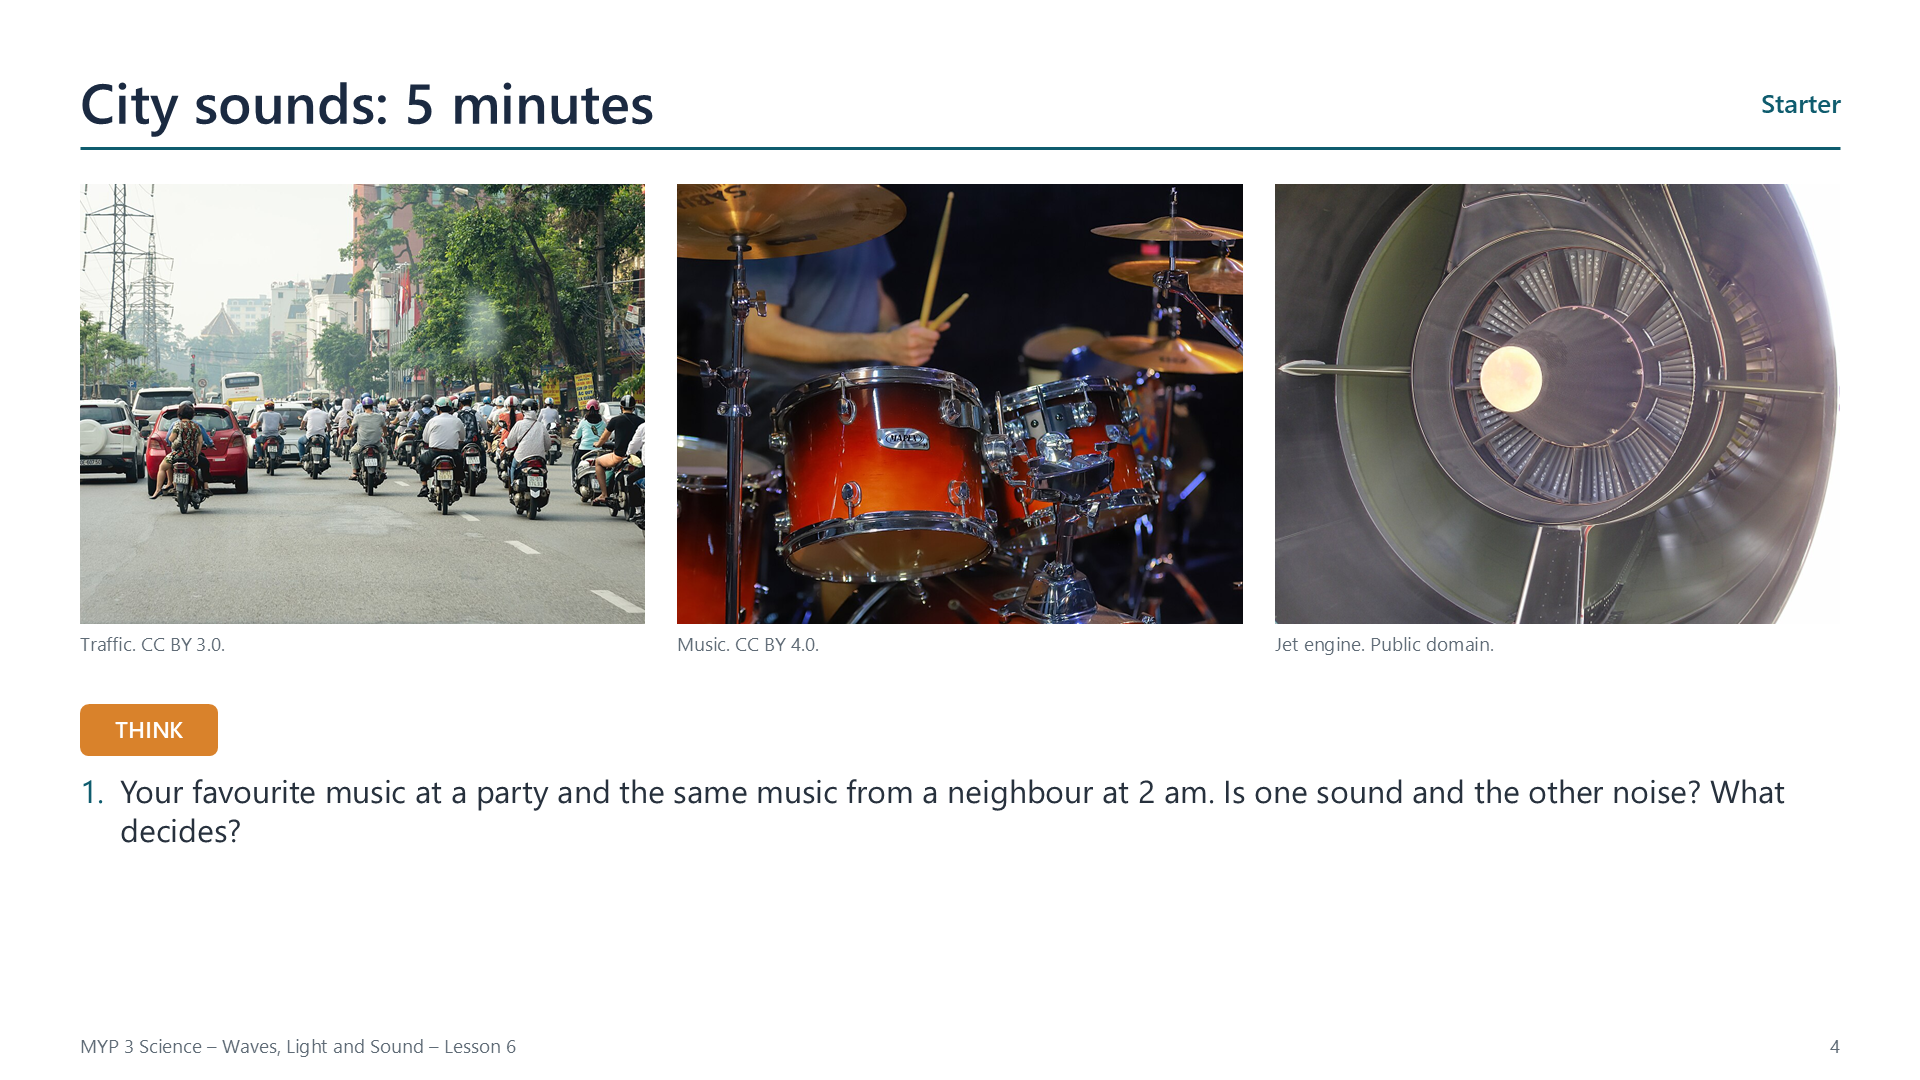 City sounds: 5 minutes
Starter
SABI
MAPEX
Traffic. CC BY 3.0.
Music. CC BY 4.0.
Jet engine. Public domain.
THINK
1. Your favourite music at a party and the same music from a neighbour at 2 am. Is one sound and the other noise? What
decides?
MYP 3 Science – Waves, Light and Sound – Lesson 6
4